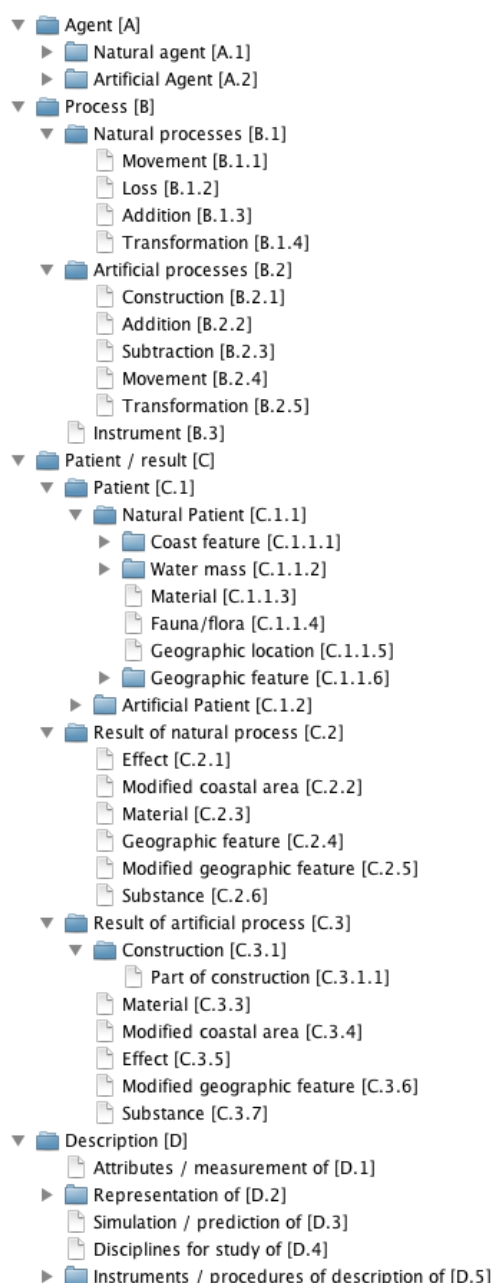 Agent [A]
Natural agent [A.1]
Artificial Agent [A.2]
Process [B]
Natural processes [B.1]
Movement [B.1.1]
Loss [B.1.2]
Addition [B.1.3]
Transformation [B.1.4]
Artificial processes [B.2]
Construction [B.2.1]
Addition [B.2.2]
Subtraction [B.2.3]
Movement [B.2.4]
Transformation [B.2.5]
Instrument [B.3]
Patient / result [C]
Patient [C.1]
Natural Patient [C.1.1]
Coast feature [C.1.1.1]
Water mass [C.1.1.2]
Material [C.1.1.3]
Fauna/flora [C.1.1.4]
Geographic location [C.1.1.5]
Geographic feature [C.1.1.6]
Artificial Patient [C.1.2]
Result of natural process [C.2]
Effect [C.2.1]
Modified coastal area [C.2.2]
Material [C.2.3]
Geographic feature [C.2.4]
Modified geographic feature [C.2.5]
Substance [C.2.6]
Result of artificial process [C.3]
Construction [C.3.1]
Part of construction [C.3.1.1]
Material [C.3.3]
Modified coastal area [C.3.4]
Effect [C.3.5]
Modified geographic feature [C.3.6]
Substance [C.3.7]
Description [D]
Attributes / measurement of [D.1]
Representation of [D.2]
Simulation / prediction of [D.3]
Disciplines for study of [D.4]
Instruments / procedures of description of [D.5]